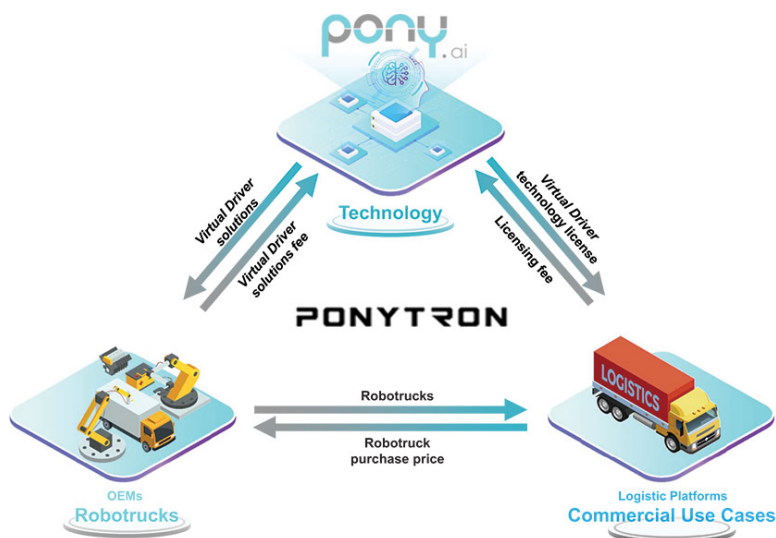 pony.ai
Technology
Virtual Driver
solutions
Virtual Driver
solutions fee
Virtual Driver
technology license
Licensing fee
PONYTRON
LOGISTICS
Robotrucks
Robotruck
purchase price
OEMs
Robotrucks
Logistic Platforms
Commercial Use Cases